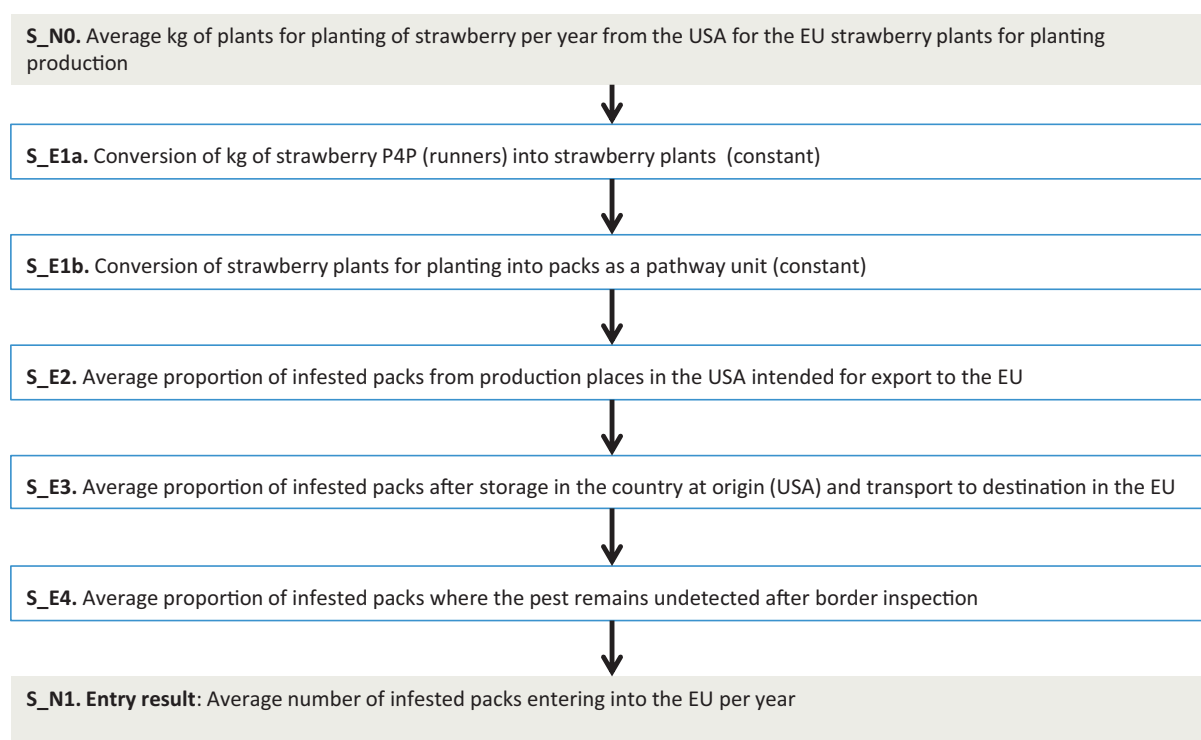 S_N0. Average kg of plants for planting of strawberry per year from the USA for the EU strawberry plants for planting
production
S_E1a. Conversion of kg of strawberry P4P (runners) into strawberry plants (constant)
S_E1b. Conversion of strawberry plants for planting into packs as a pathway unit (constant)
S_E2. Average proportion of infested packs from production places in the USA intended for export to the EU
S_E3. Average proportion of infested packs after storage in the country at origin (USA) and transport to destination in the EU
S_E4. Average proportion of infested packs where the pest remains undetected after border inspection
S_N1. Entry result: Average number of infested packs entering into the EU per year